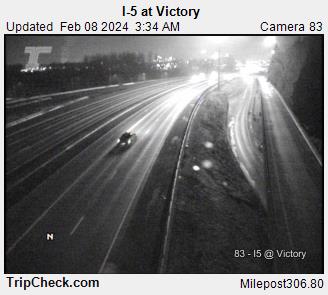 I-5 at Victory
Updated Feb 08 2024 3:34 AM Camera 83
N
83 - I5 @ Victory
TripCheck.com Milepost306.80